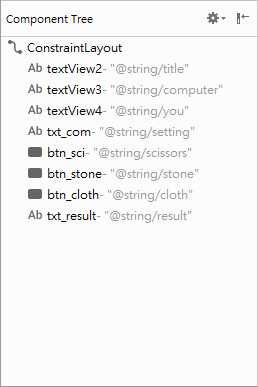 Component Tree
ConstraintLayout
Ab textView2- "@string/title"
Ab textView3- "@string/computer"
Ab textView4- "@string/you"
Ab txt_com- "@string/setting"
btn_sci- "@string/scissors"
btn_stone- "@string/stone"
btn_cloth- "@string/cloth"
Ab txt_result- "@string/result"